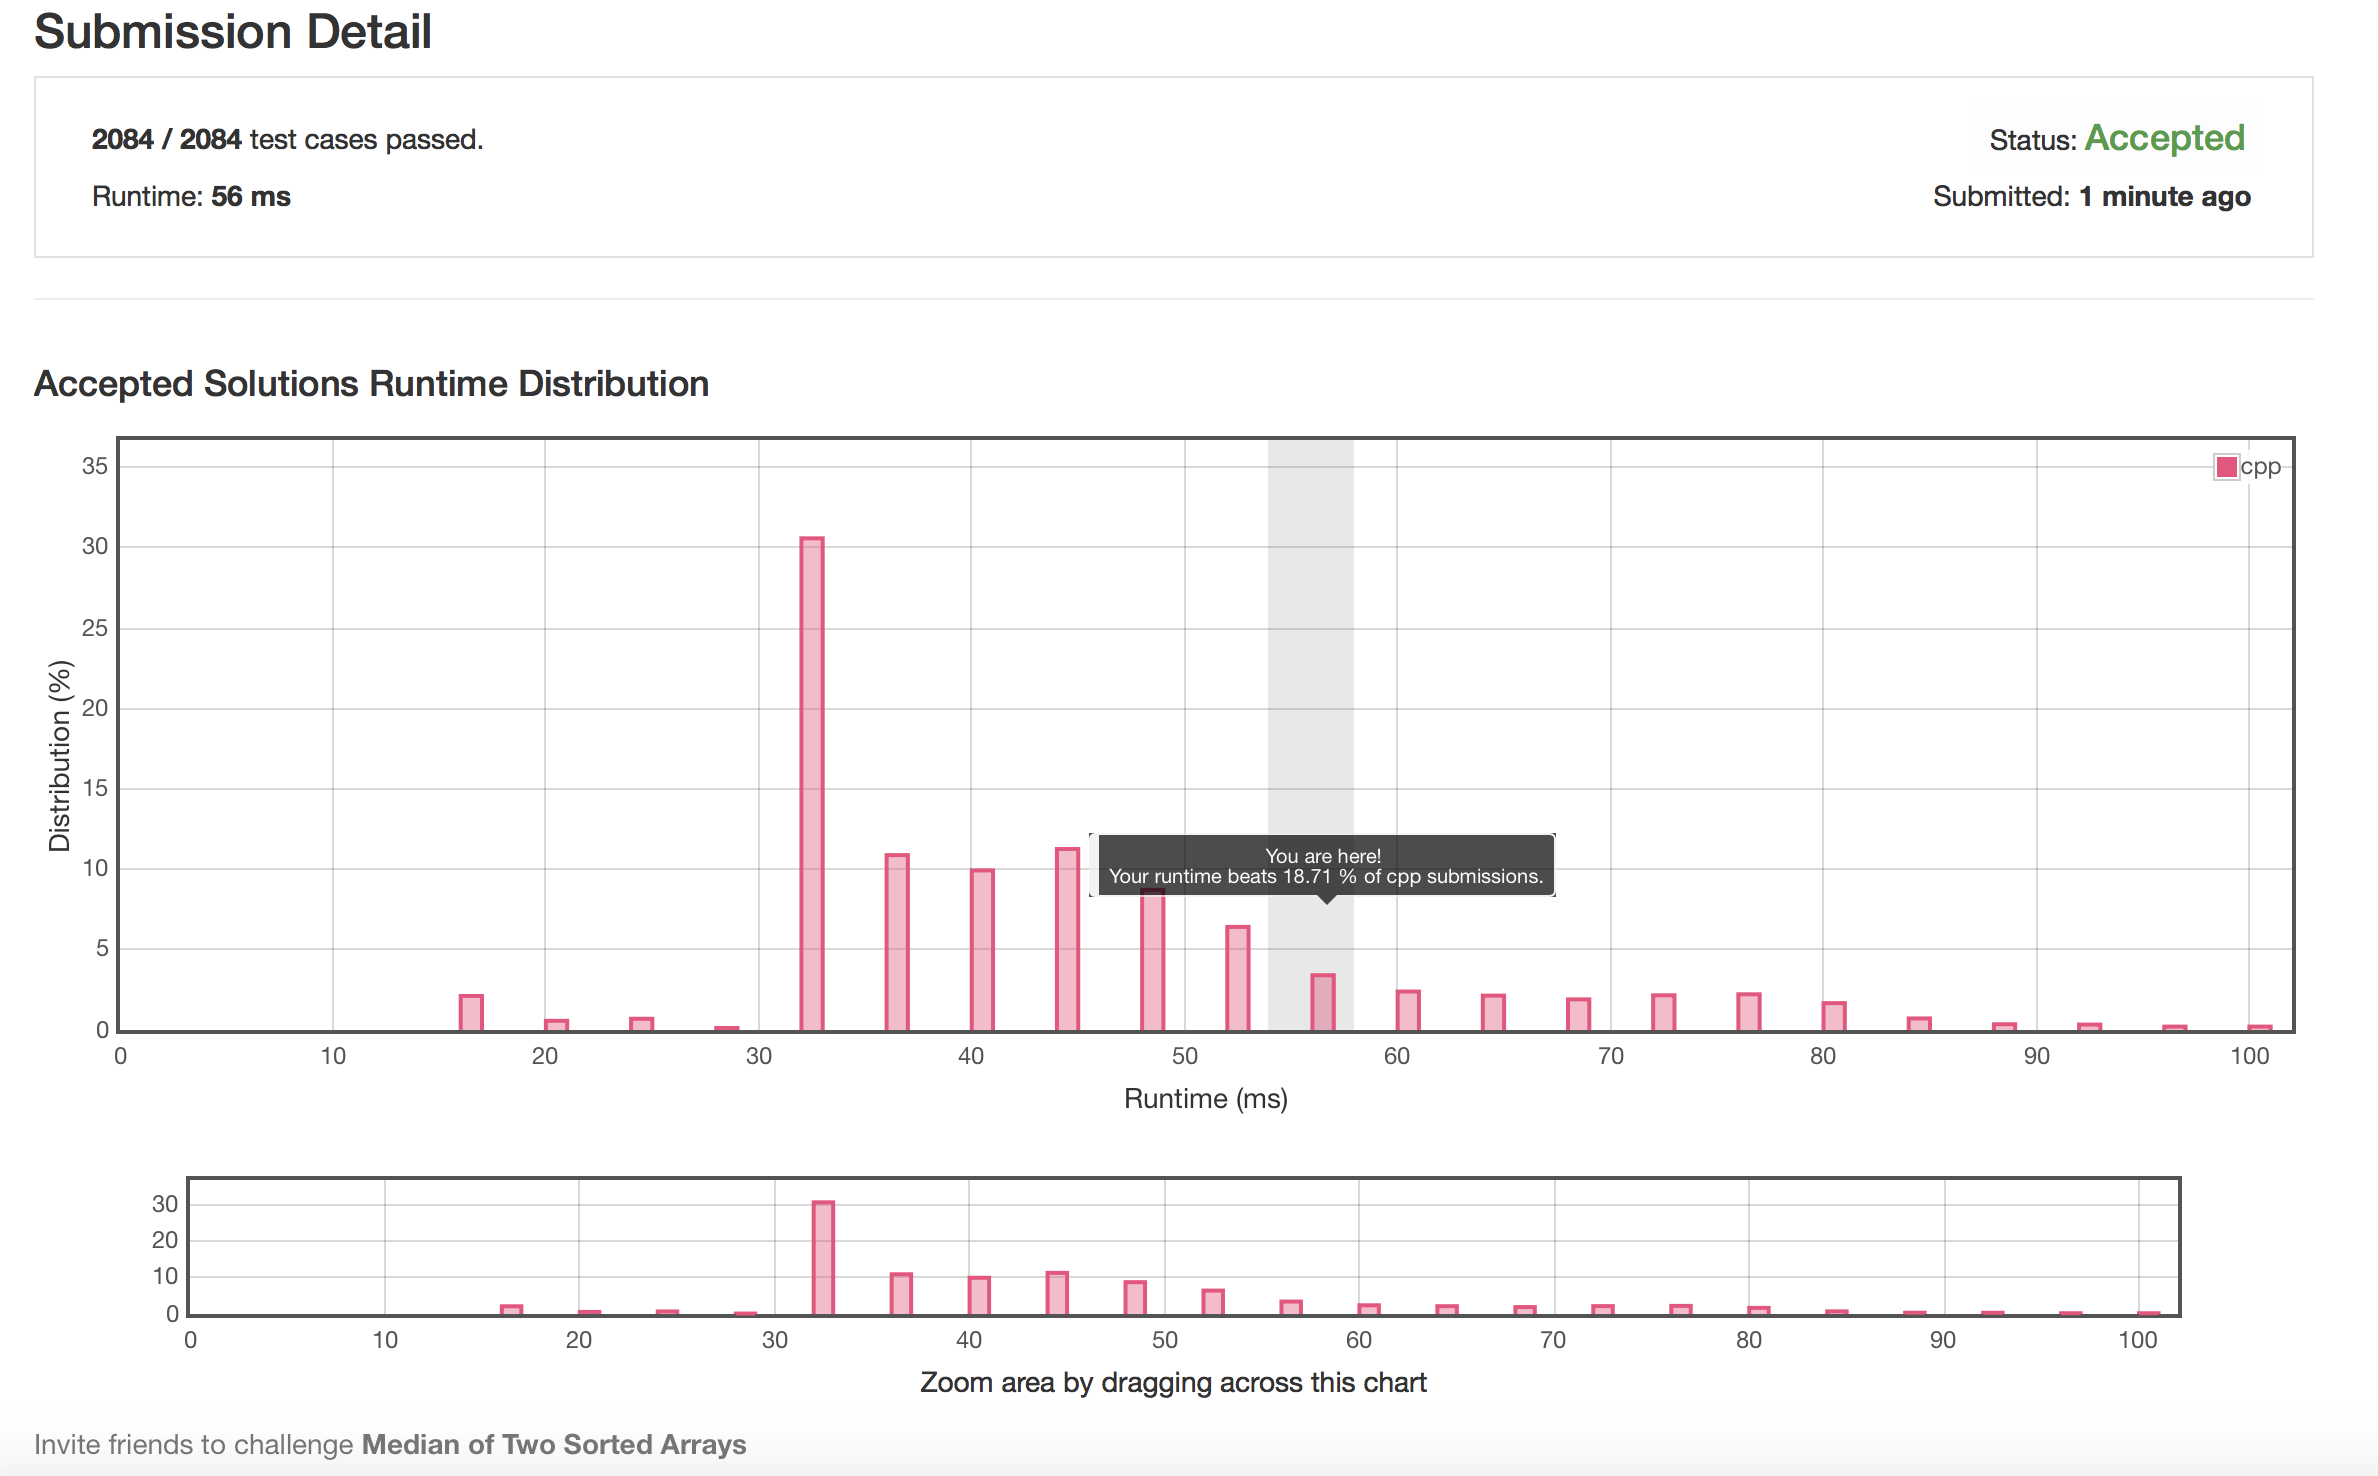 Submission Detail
2084 / 2084 test cases passed.
Status: Accepted
Runtime: 56 ms
Submitted: 1 minute ago
Accepted Solutions Runtime Distribution
35
30
25
20
15
10
5
0
Distribution (%)
cpp
You are here!
Your runtime beats 18.71 % of cpp submissions.
0 10 20 30 40 50 60 70 80 90 100
Runtime (ms)
30
20
10
0
0 10 20 30 40 50 60 70 80 90 100
Zoom area by dragging across this chart
Invite friends to challenge Median of Two Sorted Arrays